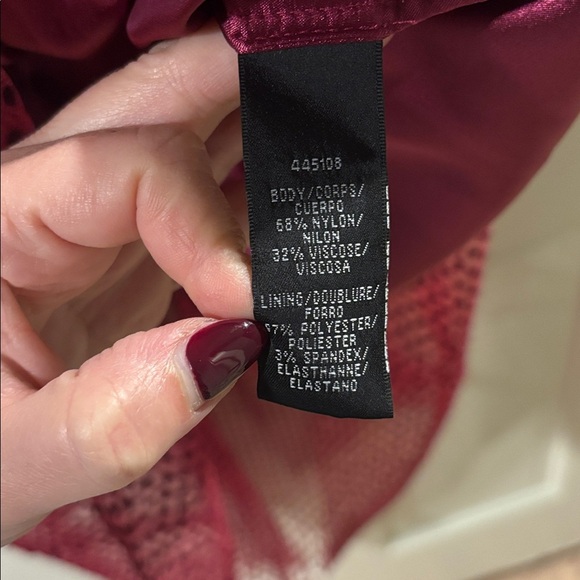 445108
BODY/CORPS/
CUERPO
68% NYLON/
NILON
32% VISCOSE/
VISCOSA
LINING/DOUBLURE/
FORRO
POLYESTER/
POLIESTER
3% SPANDEX/
ELASTHANNE/
ELASTANO